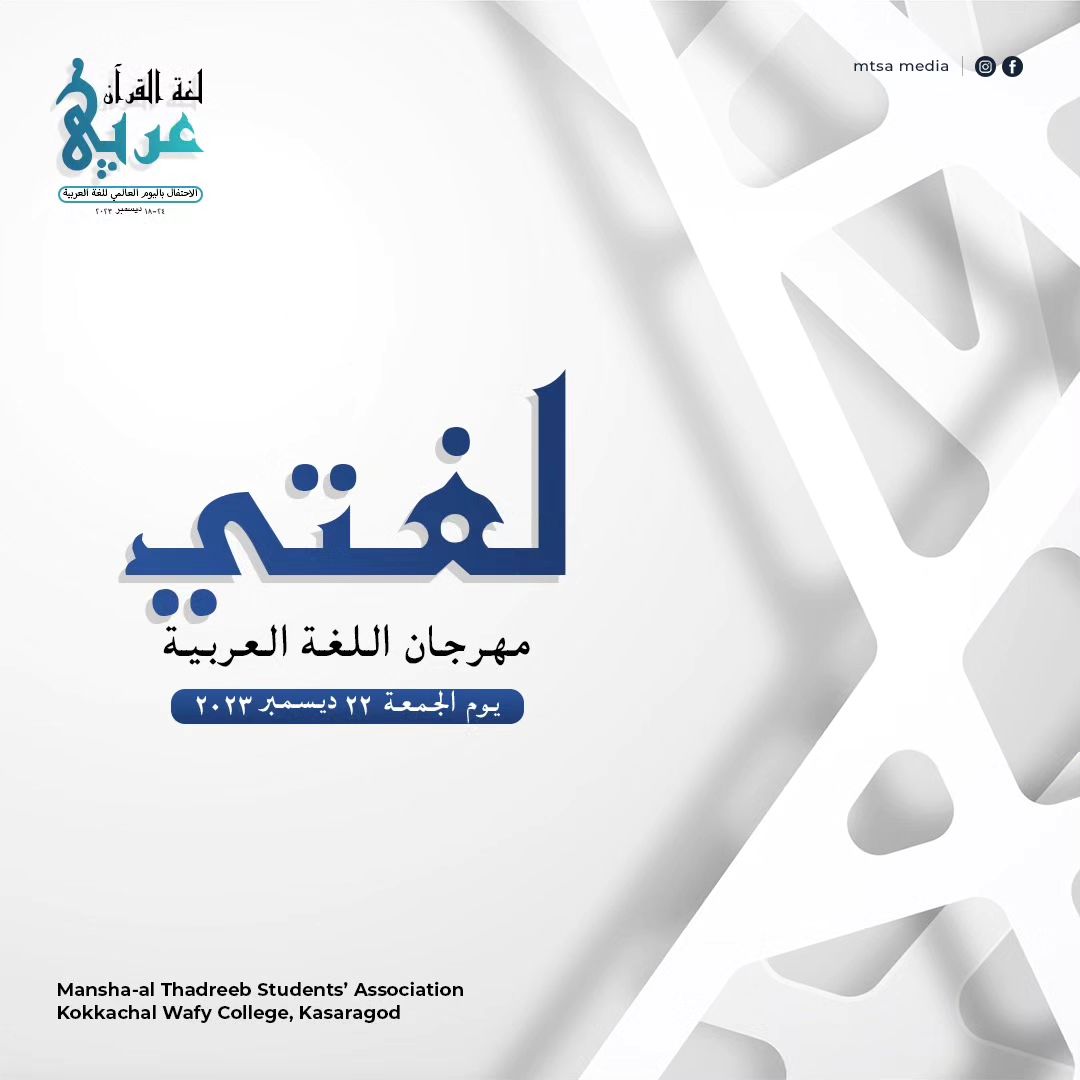 لغة القرآن
عربي
الاحتفال باليوم العالمي للغة العربية
١٨-٢٤ ديسمبر ٢٠٢٣
mtsa media
لغتي
مهرجان اللغة العربية
يوم الجمعة ٢٢ ديسمبر ٢٠٢٣
Mansha-al Thadreeb Students’ Association
Kokkachal Wafy College, Kasaragod